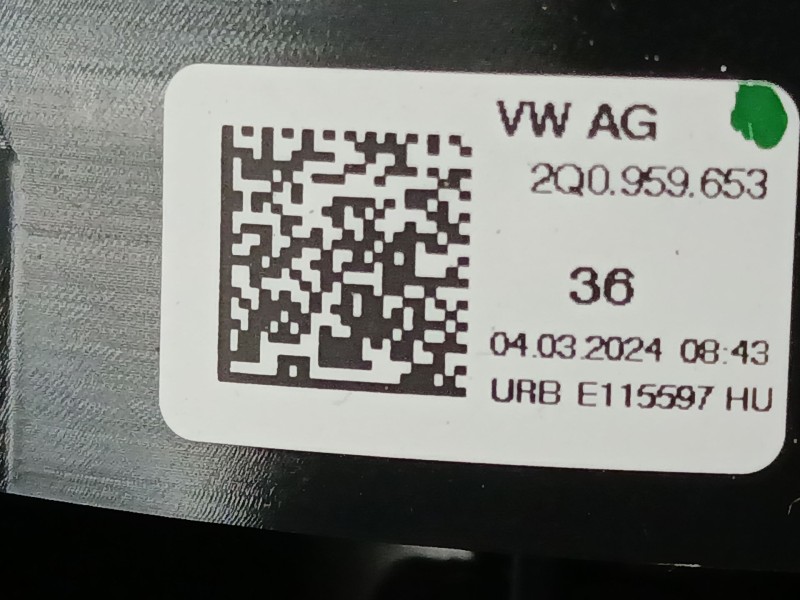 VW AG
2Q0.959.653
36
04.03.2024 08:43
URB E115597 HU